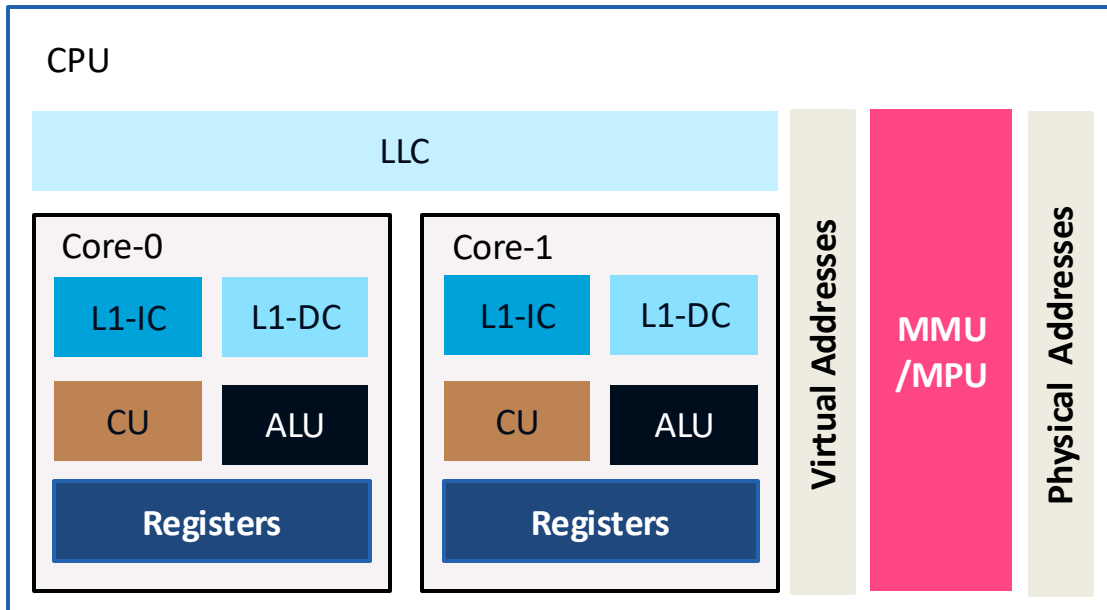 CPU
LLC
Core-0
L1-IC
L1-DC
CU
ALU
Registers
Core-1
L1-IC
L1-DC
CU
ALU
Registers
Virtual Addresses
MMU
/MPU
Physical Addresses